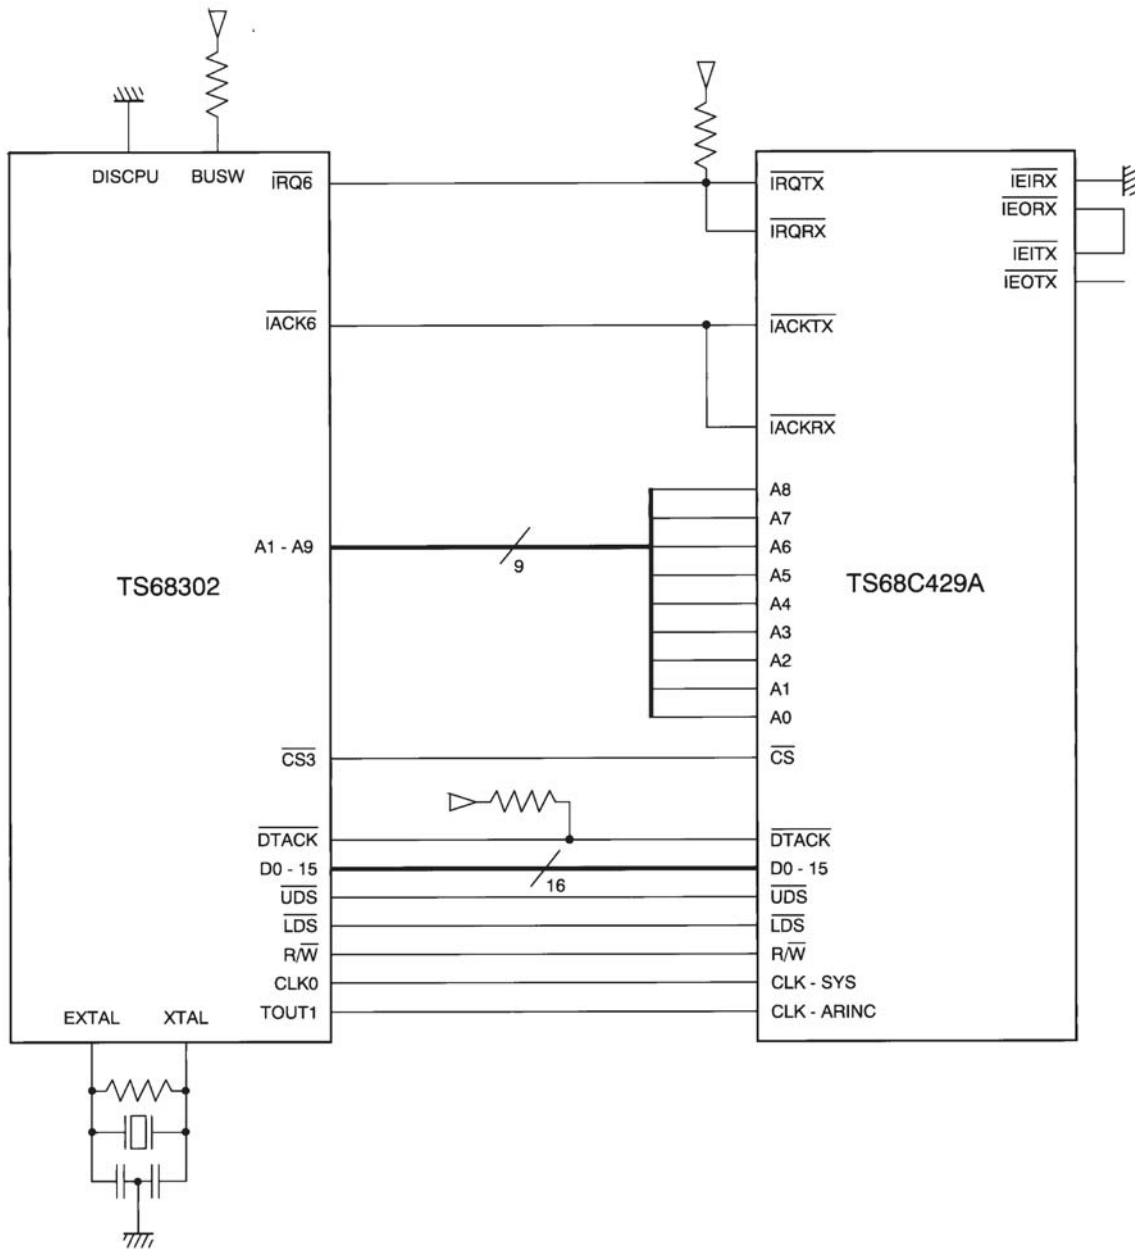 DISCPU BUSW
IRQ6
IACK6
A1 - A9
TS68302
CS3
DTACK
D0 - 15
UDS
LDS
R/W
CLK0
TOUT1
EXTAL XTAL
9
16
IRQTX
IRQRX
IACKTX
IACKRX
A8
A7
A6
A5
A4
A3
A2
A1
A0
CS
DTACK
D0 - 15
UDS
LDS
R/W
CLK - SYS
CLK - ARINC
TS68C429A
IEIRX
IEORX
IEITX
IEOTX